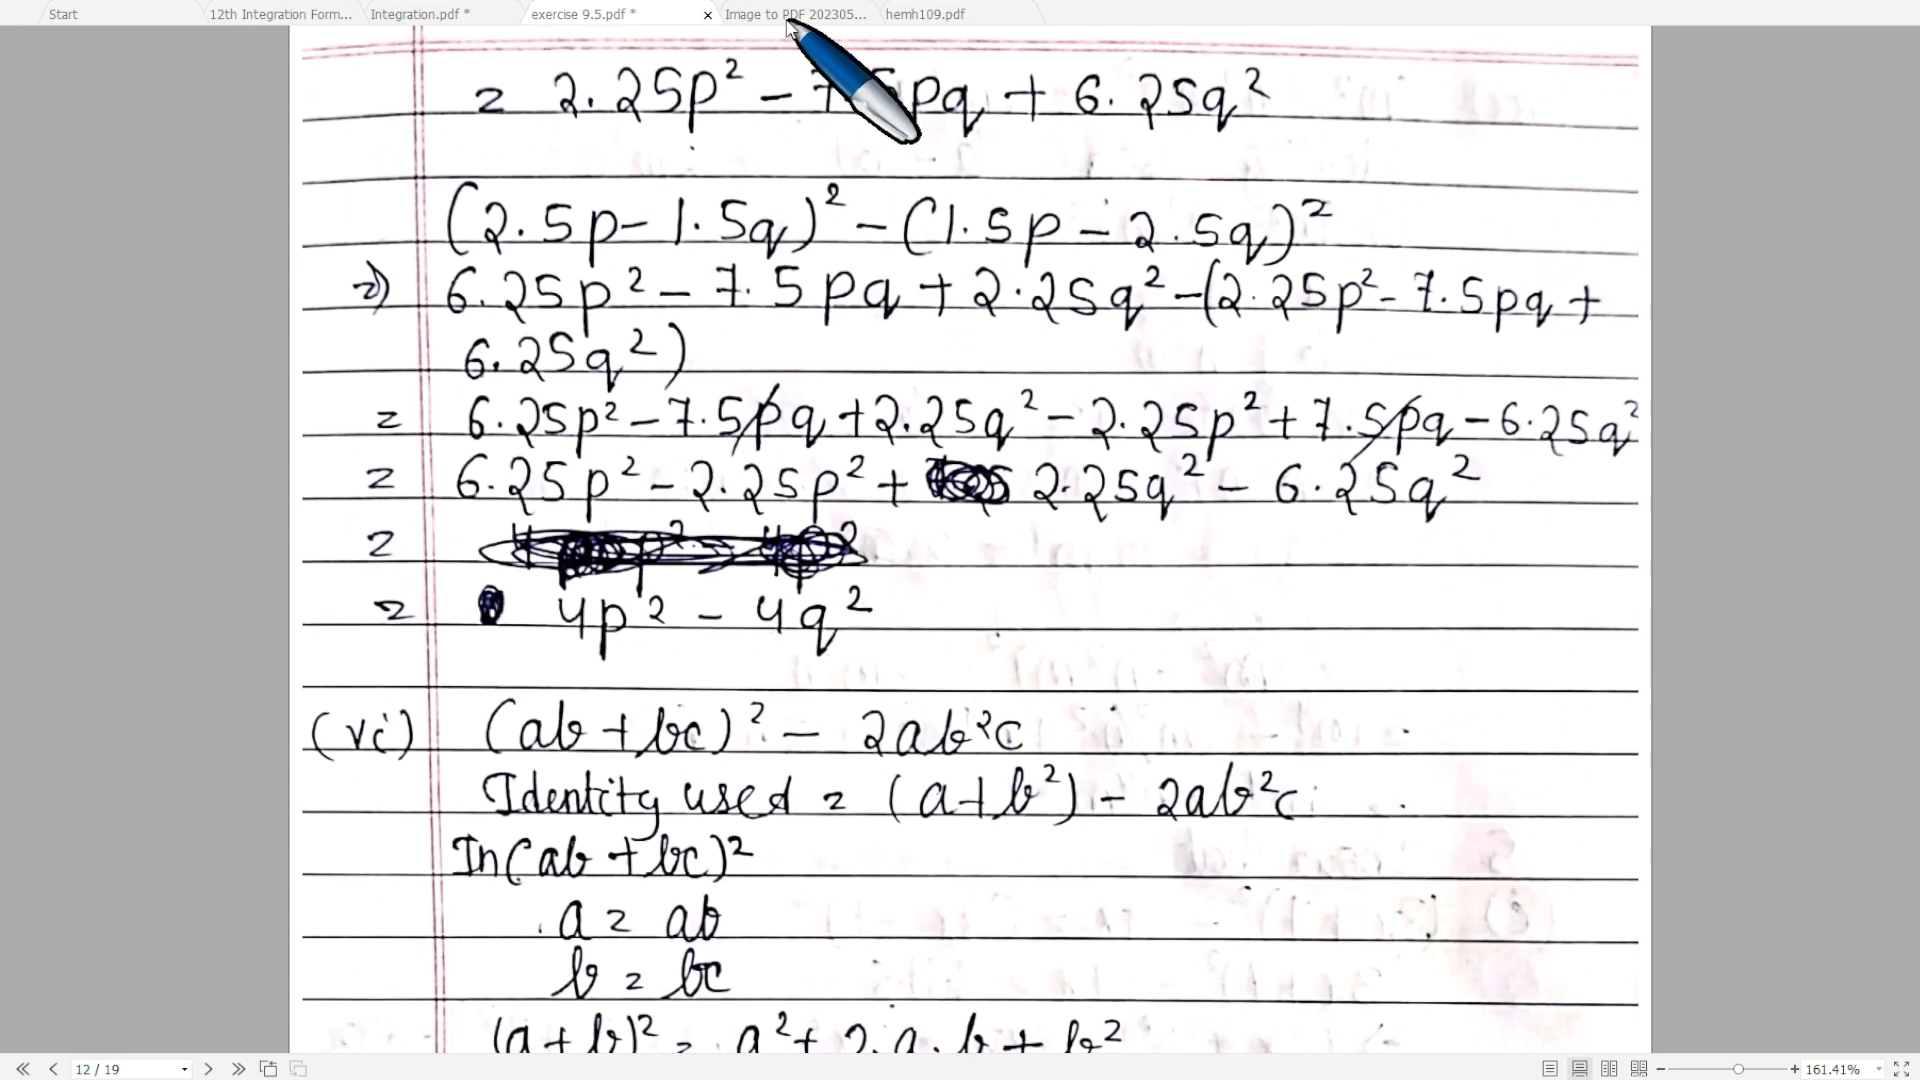 Start 12th Integration Form... Integration.pdf * exercise 9.5.pdf * × Image to PDF 202305... hemh109.pdf
= 2.25p² - 7.5pq + 6.25q²
(2.5p - 1.5q)² - (1.5p - 2.5q)²
⇒) 6.25p² - 7.5pq + 2.25q² - (2.25p² - 7.5pq +
6.25q²)
= 6.25p² - 7.5pq + 2.25q² - 2.25p² + 7.5pq - 6.25q²
= 6.25p² - 2.25p² + 2.25q² - 6.25q²
=
= 4p² - 4q²
(vi) (ab + bc)² - 2ab²c
Identity used = (a+b²) - 2ab²c
In (ab + bc)²
a = ab
b = bc
(a+b)² = a² + 2.a.b + b²
12 / 19 161.41%